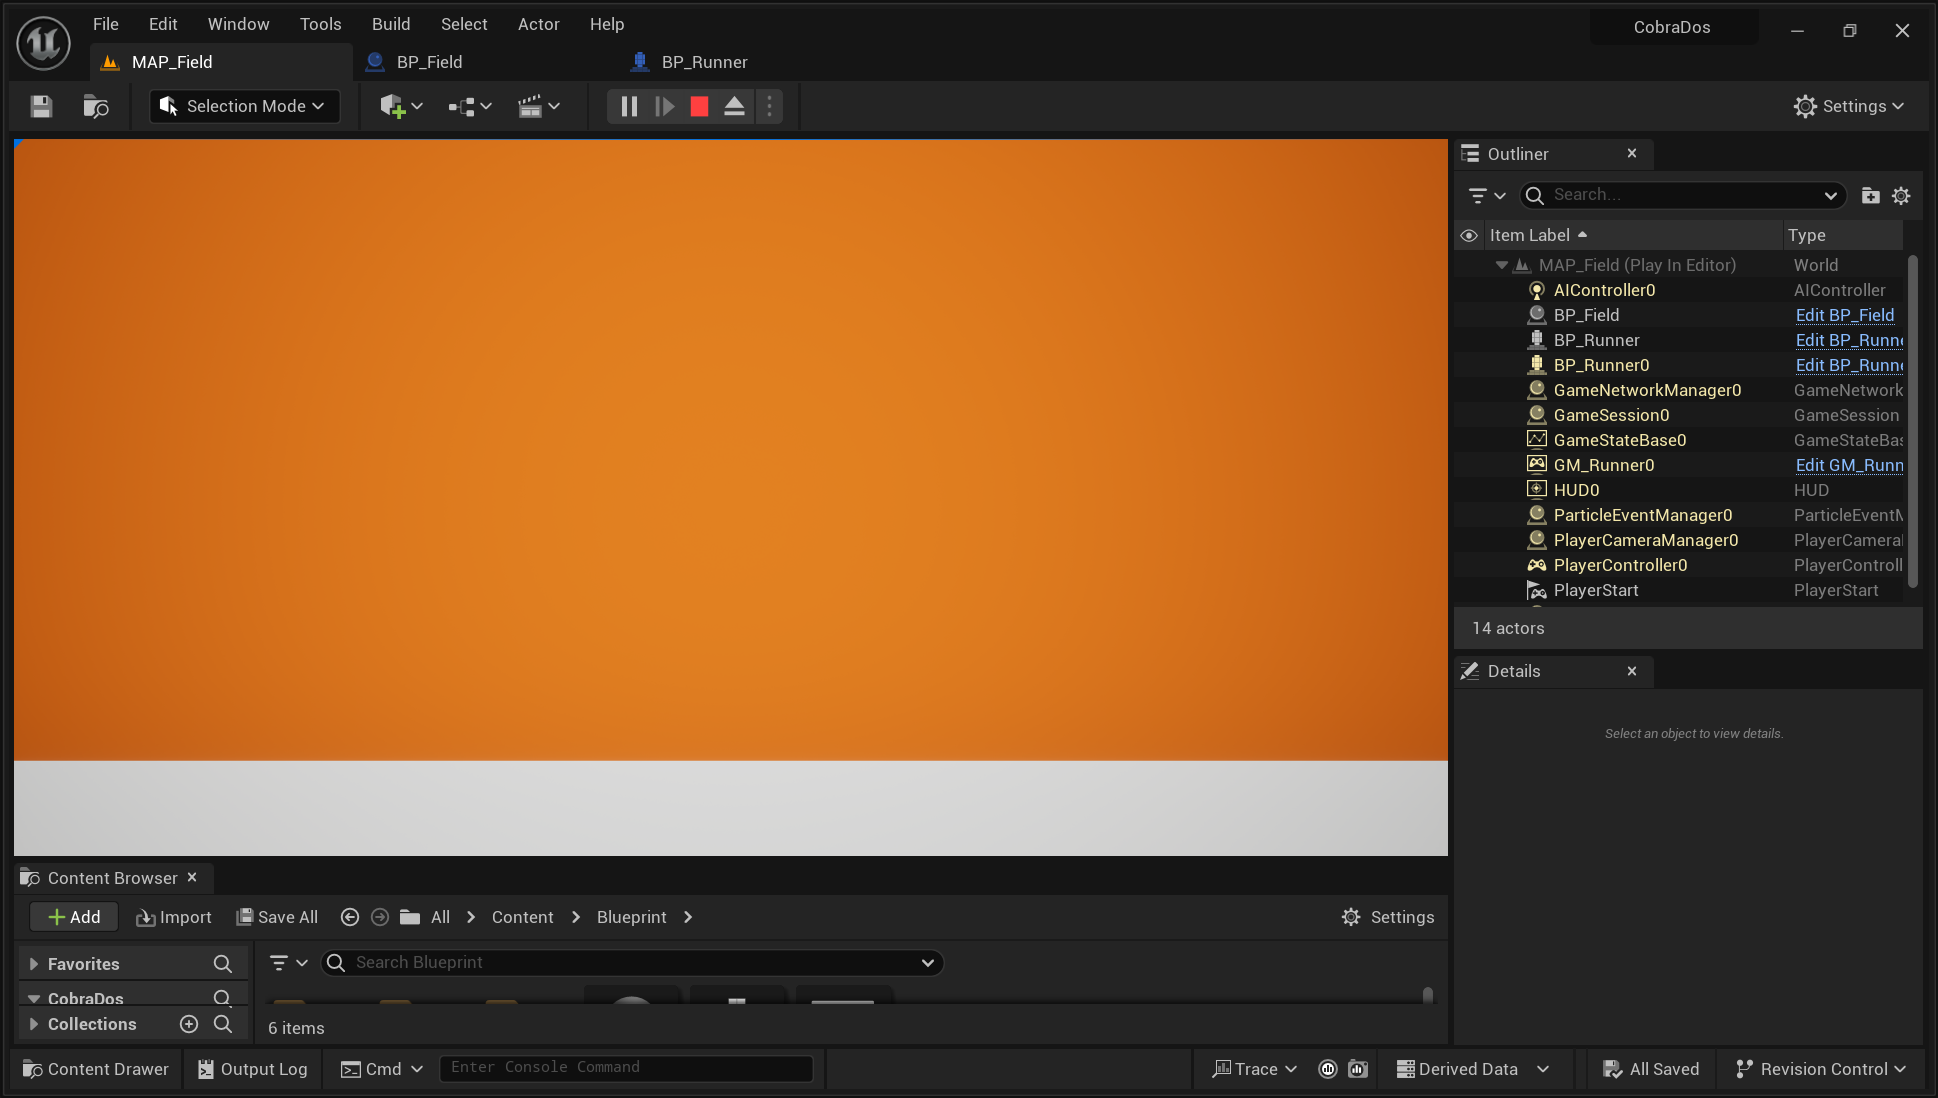 File Edit Window Tools Build Select Actor Help
CobraDos
MAP_Field BP_Field BP_Runner
Selection Mode
Settings
Outliner
Search...
Item Label Type
MAP_Field (Play In Editor) World
AIController0 AIController
BP_Field Edit BP_Field
BP_Runner Edit BP_Runne
BP_Runner0 Edit BP_Runne
GameNetworkManager0 GameNetwork
GameSession0 GameSession
GameStateBase0 GameStateBas
GM_Runner0 Edit GM_Runn
HUD0 HUD
ParticleEventManager0 ParticleEventM
PlayerCameraManager0 PlayerCamera
PlayerController0 PlayerControll
PlayerStart PlayerStart
14 actors
Details
Select an object to view details.
Content Browser
Add Import Save All All Content Blueprint Settings
Favorites
Search Blueprint
CobraDos
Collections
6 items
Content Drawer Output Log Cmd Enter Console Command Trace Derived Data All Saved Revision Control